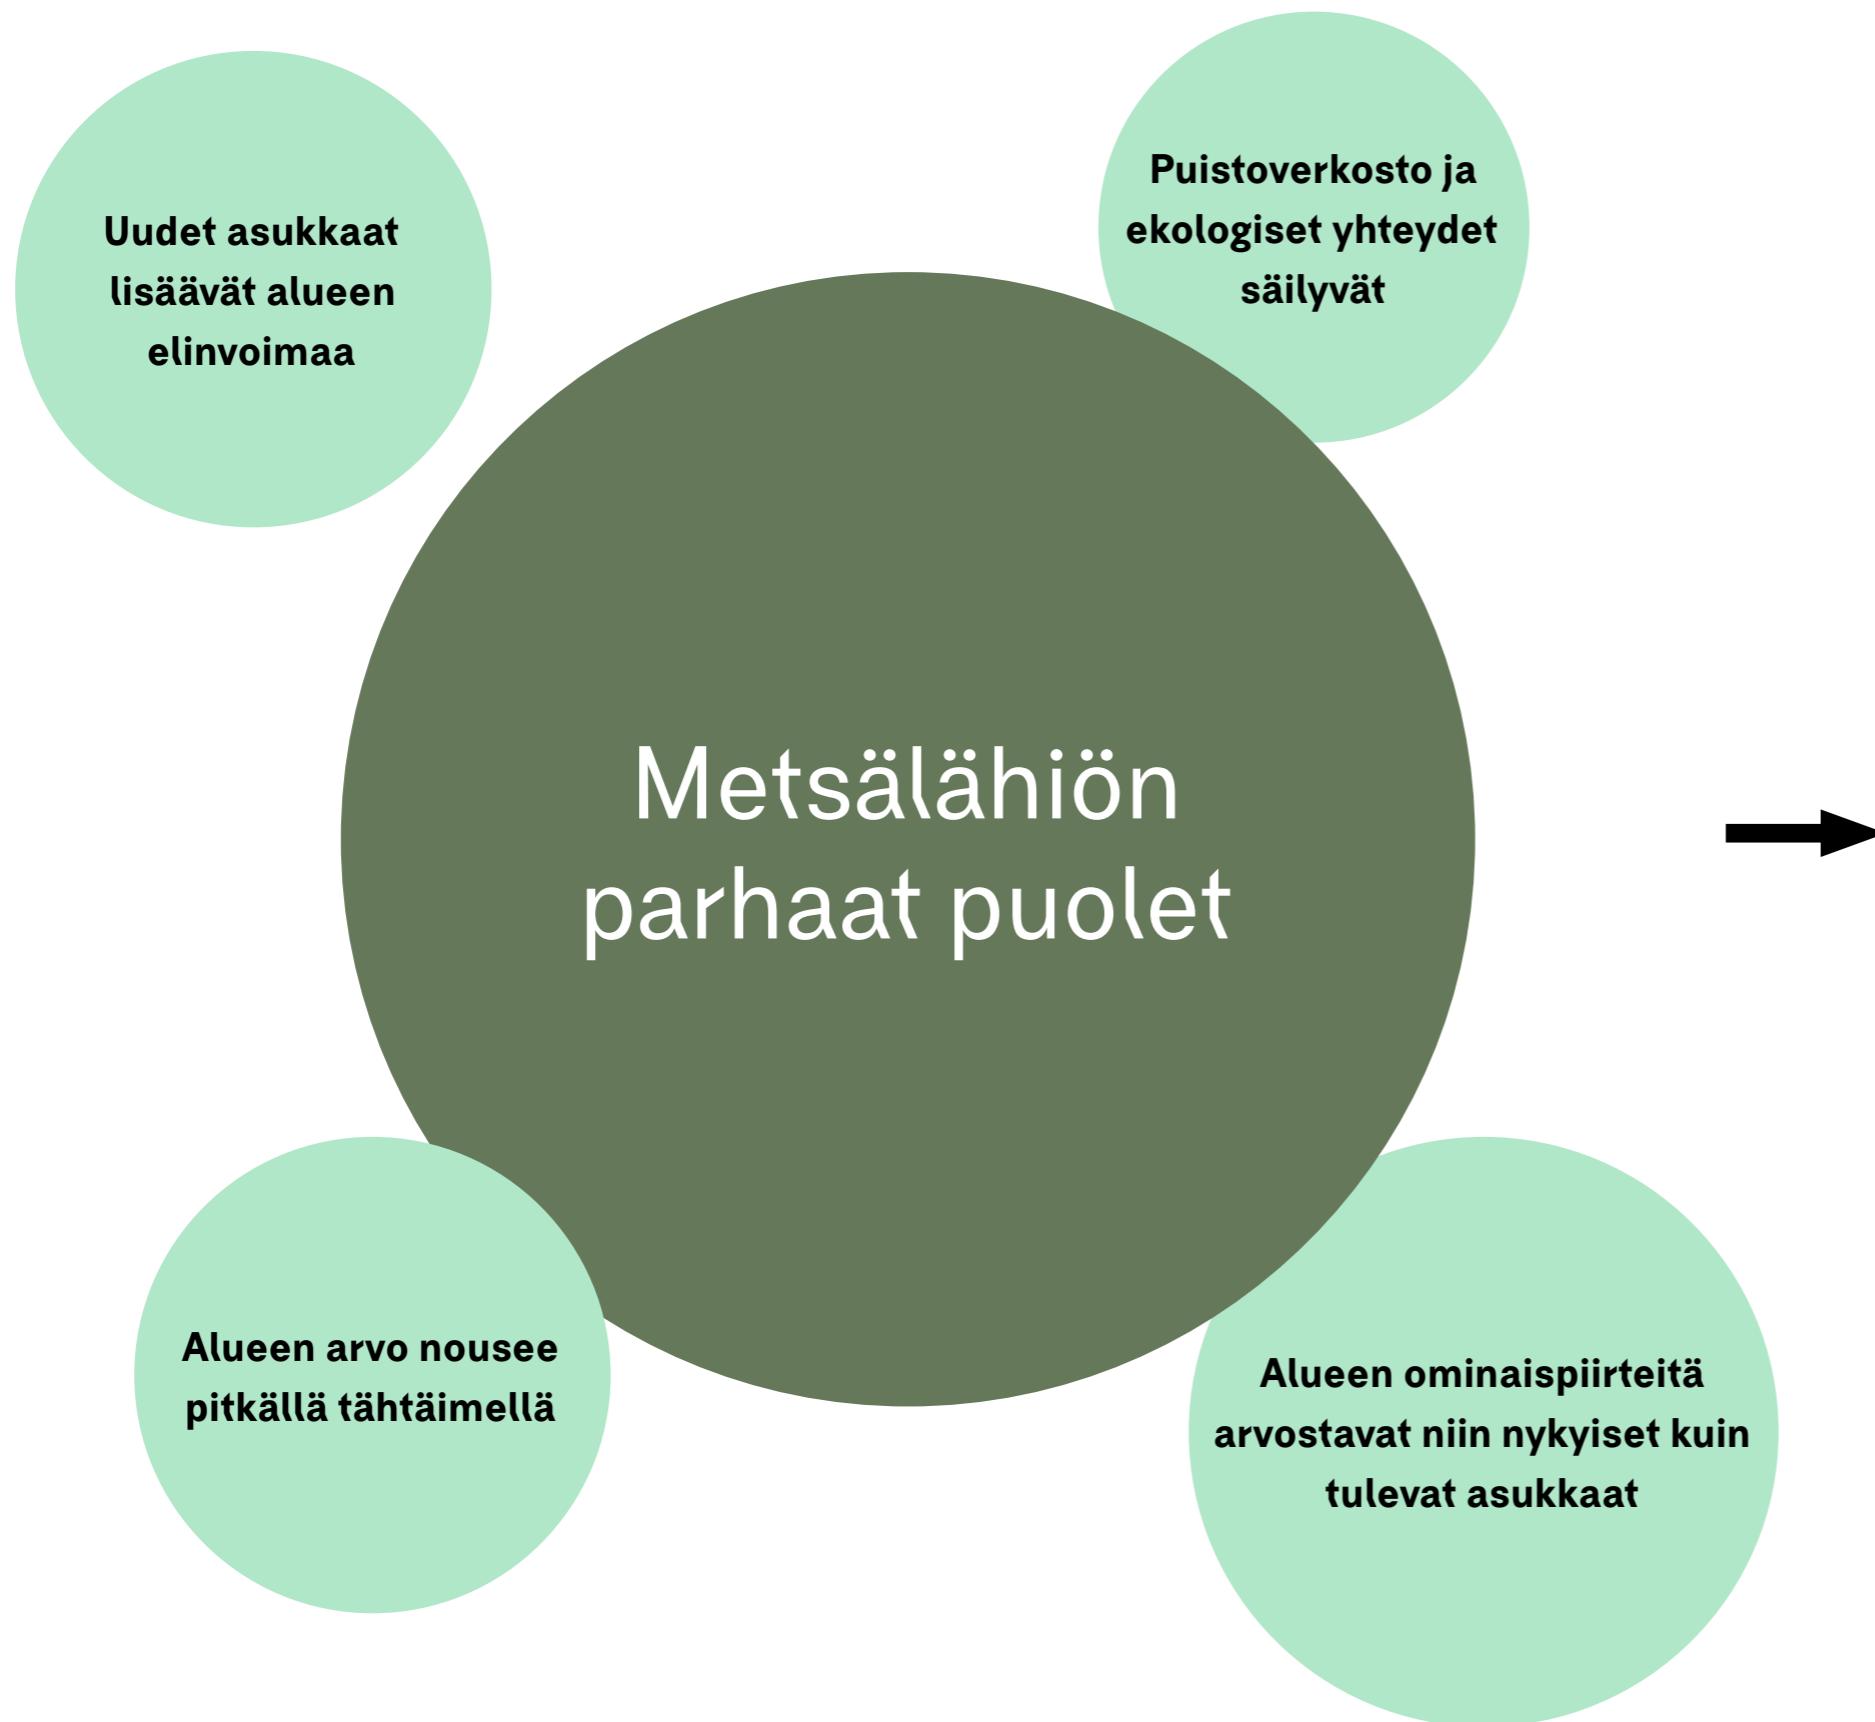 Uudet asukkaat
lisäävät alueen
elinvoimaa
Puistoverkosto ja
ekologiset yhteydet
säilyvät
Metsälähiön
parhaat puolet
Alueen arvo nousee
pitkällä tähtäimellä
Alueen ominaispiirteitä
arvostavat niin nykyiset kuin
tulevat asukkaat